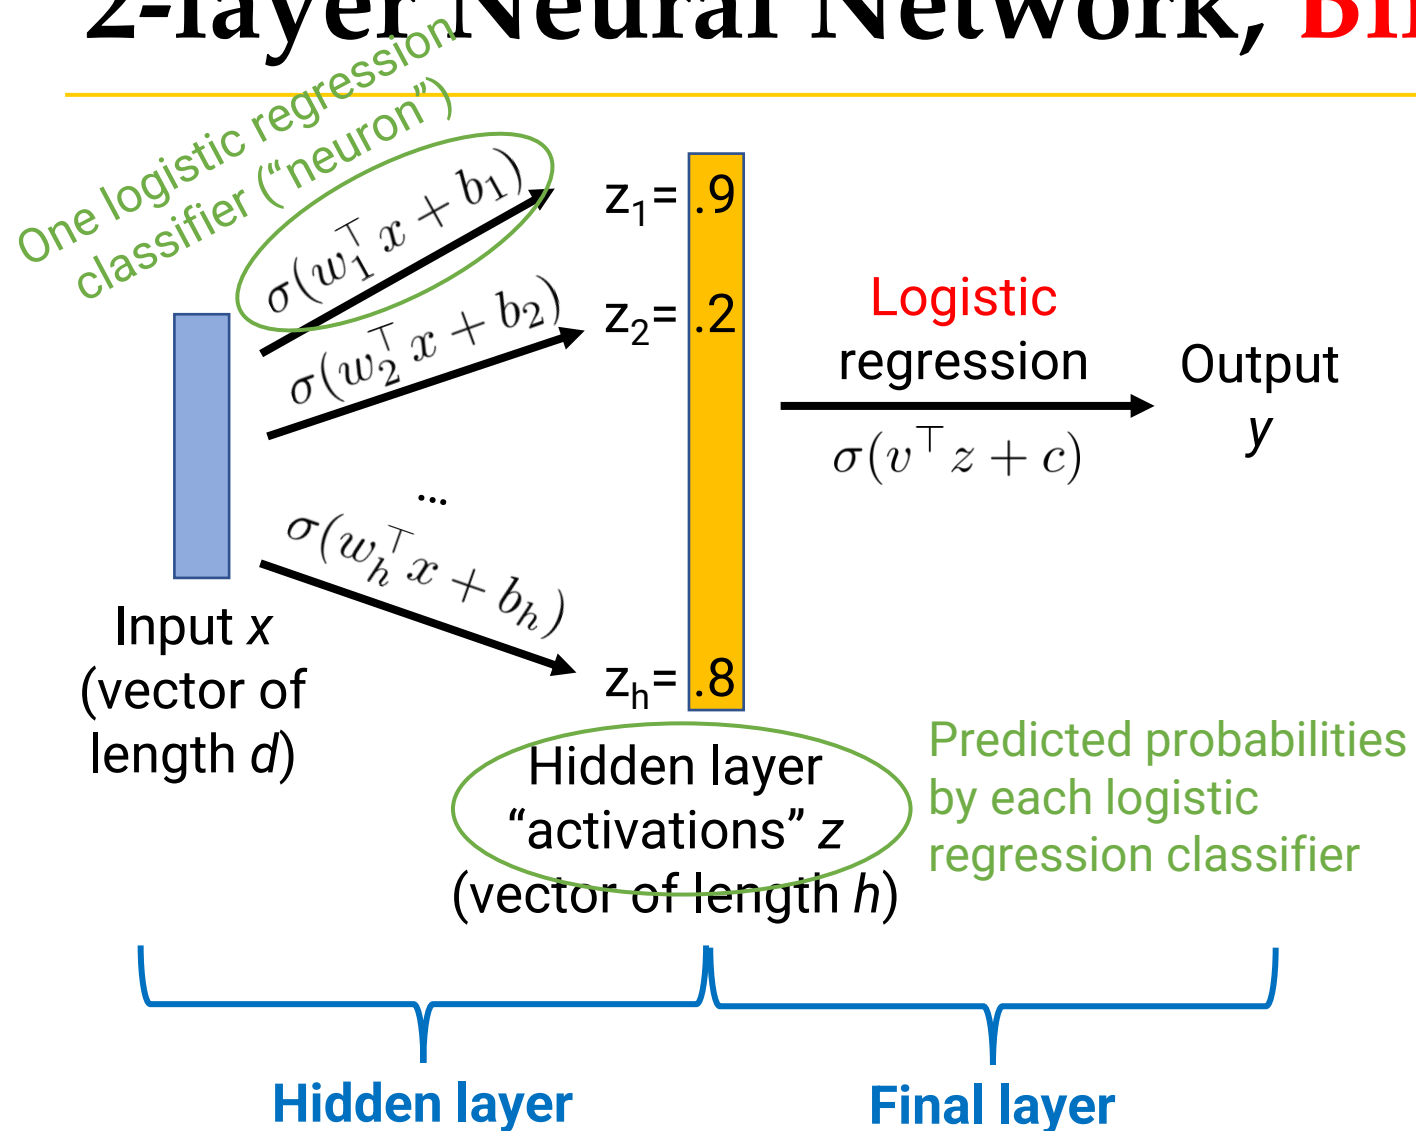 2-layer Neural Network, Bin
One logistic regression
classifier (“neuron”)
σ(w₁ᵀx + b₁)
σ(w₂ᵀx + b₂)
...
σ(wₕᵀx + bₕ)
z₁= .9
z₂= .2
zₕ= .8
Logistic
regression
σ(vᵀz + c)
Output
y
Input x
(vector of
length d)
Hidden layer
“activations” z
(vector of length h)
Predicted probabilities
by each logistic
regression classifier
Hidden layer
Final layer